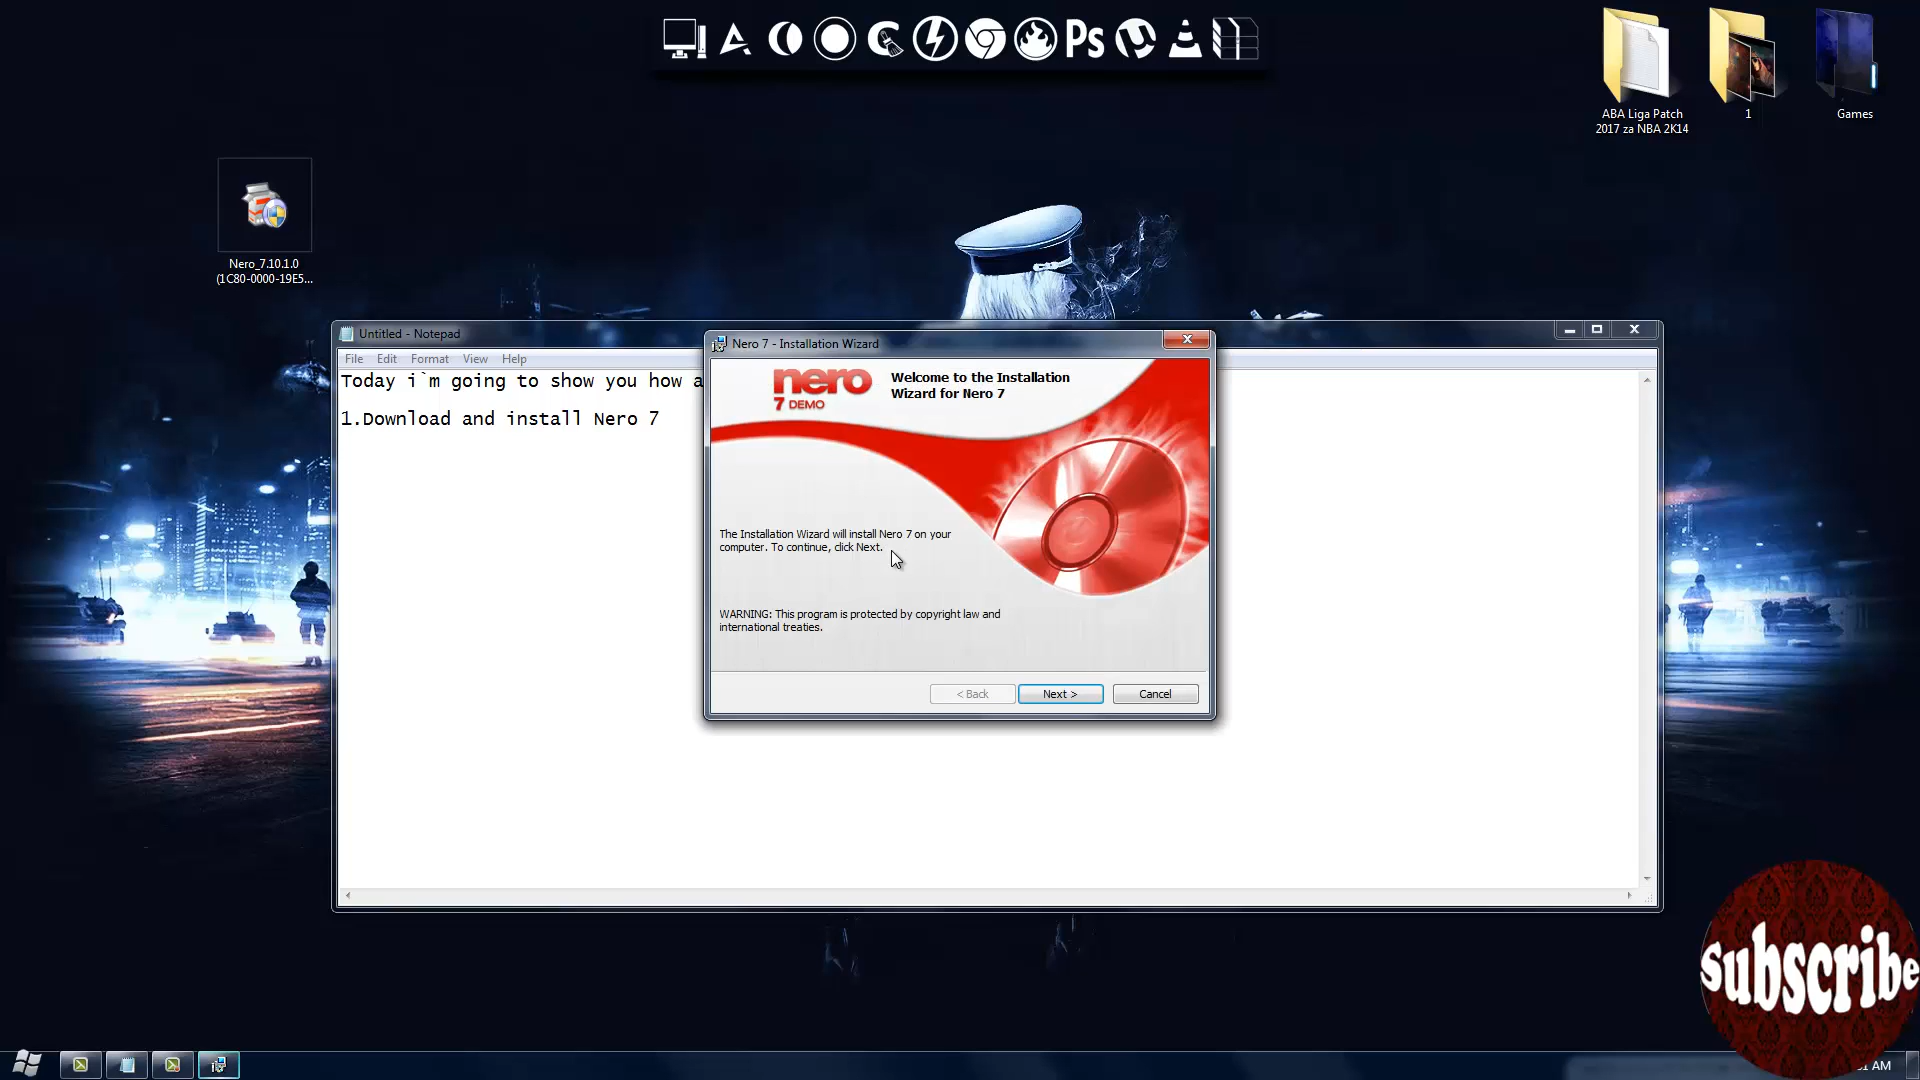 Ps
ABA Liga Patch
2017 za NBA 2K14
1
Games
Nero_7.10.1.0
(1C80-0000-19E5...
Untitled - Notepad
File Edit Format View Help
Today i`m going to show you how a
1.Download and install Nero 7
Nero 7 - Installation Wizard
nero
7 DEMO
Welcome to the Installation
Wizard for Nero 7
The Installation Wizard will install Nero 7 on your
computer. To continue, click Next.
WARNING: This program is protected by copyright law and
international treaties.
< Back
Next >
Cancel
subscribe
AM